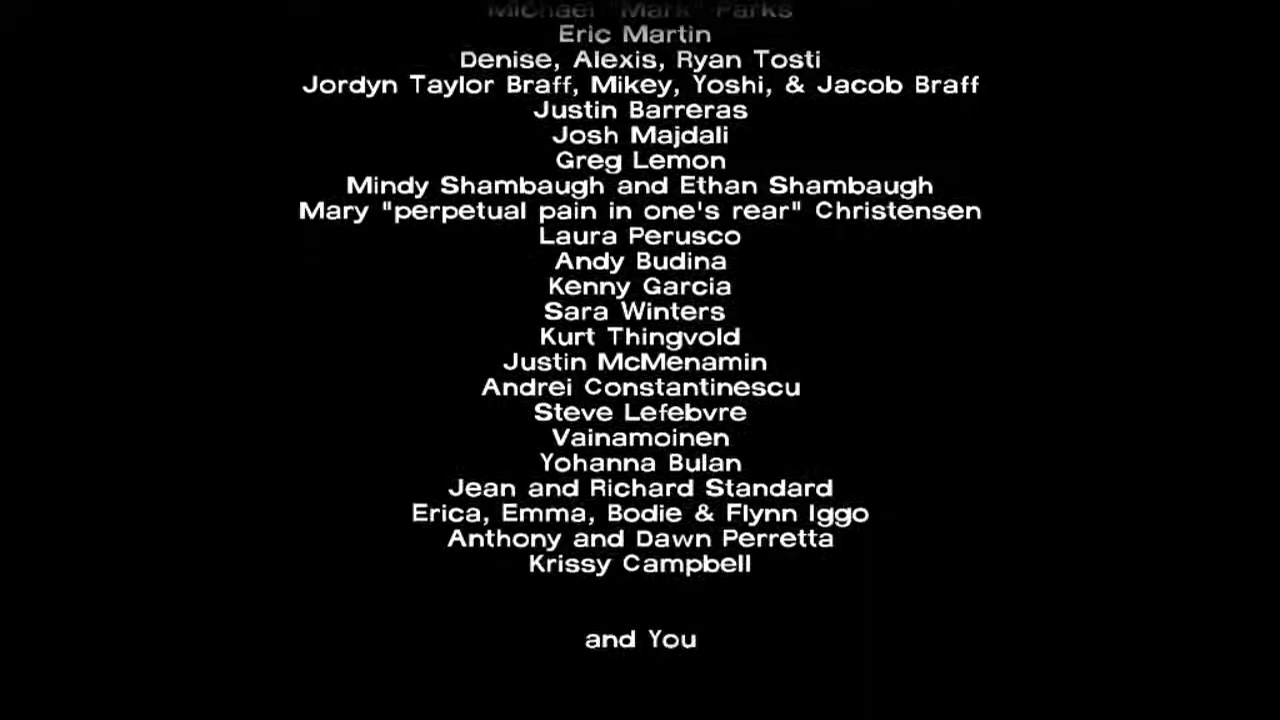 Michael "Mark" Parks
Eric Martin
Denise, Alexis, Ryan Tosti
Jordyn Taylor Braff, Mikey, Yoshi, & Jacob Braff
Justin Barreras
Josh Majdali
Greg Lemon
Mindy Shambaugh and Ethan Shambaugh
Mary "perpetual pain in one's rear" Christensen
Laura Perusco
Andy Budina
Kenny Garcia
Sara Winters
Kurt Thingvold
Justin McMenamin
Andrei Constantinescu
Steve Lefebvre
Vainamoinen
Yohanna Bulan
Jean and Richard Standard
Erica, Emma, Bodie & Flynn Iggo
Anthony and Dawn Perretta
Krissy Campbell
and You